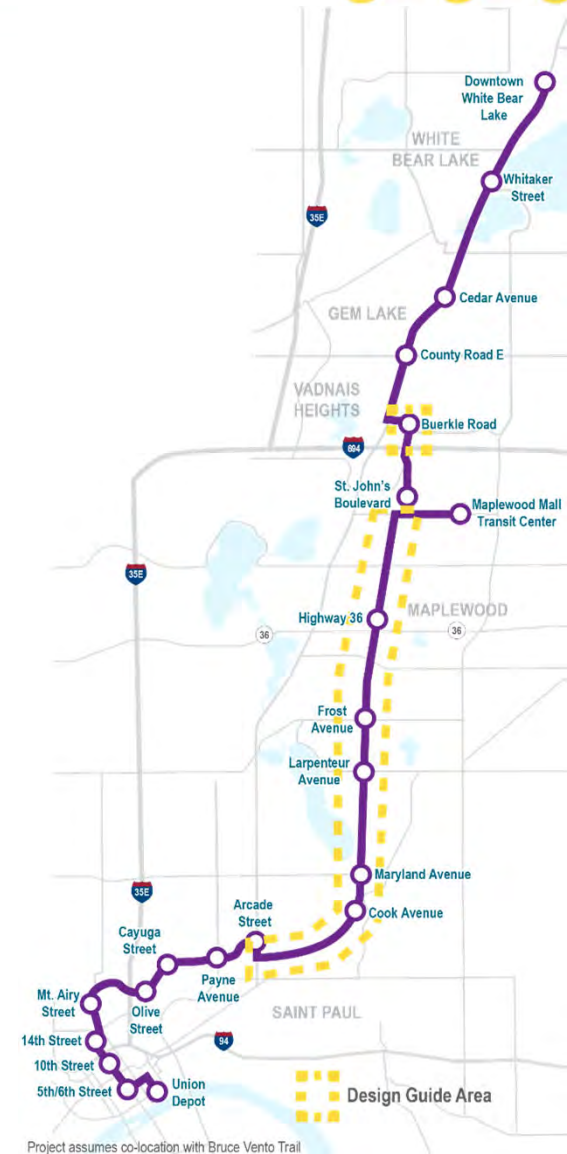 Downtown
White Bear
Lake
WHITE
BEAR LAKE
Whitaker
Street
35E
Cedar Avenue
GEM LAKE
County Road E
VADNAIS
HEIGHTS
Buerkle Road
694
St. John's
Boulevard
Maplewood Mall
Transit Center
35E
Highway 36
MAPLEWOOD
36
36
Frost
Avenue
Larpenteur
Avenue
Maryland Avenue
35E
Arcade
Street
Cook Avenue
Cayuga
Street
Payne
Avenue
Mt. Airy
Street
Olive
Street
SAINT PAUL
14th Street
94
10th Street
5th/6th Street
Union
Depot
Design Guide Area
Project assumes co-location with Bruce Vento Trail